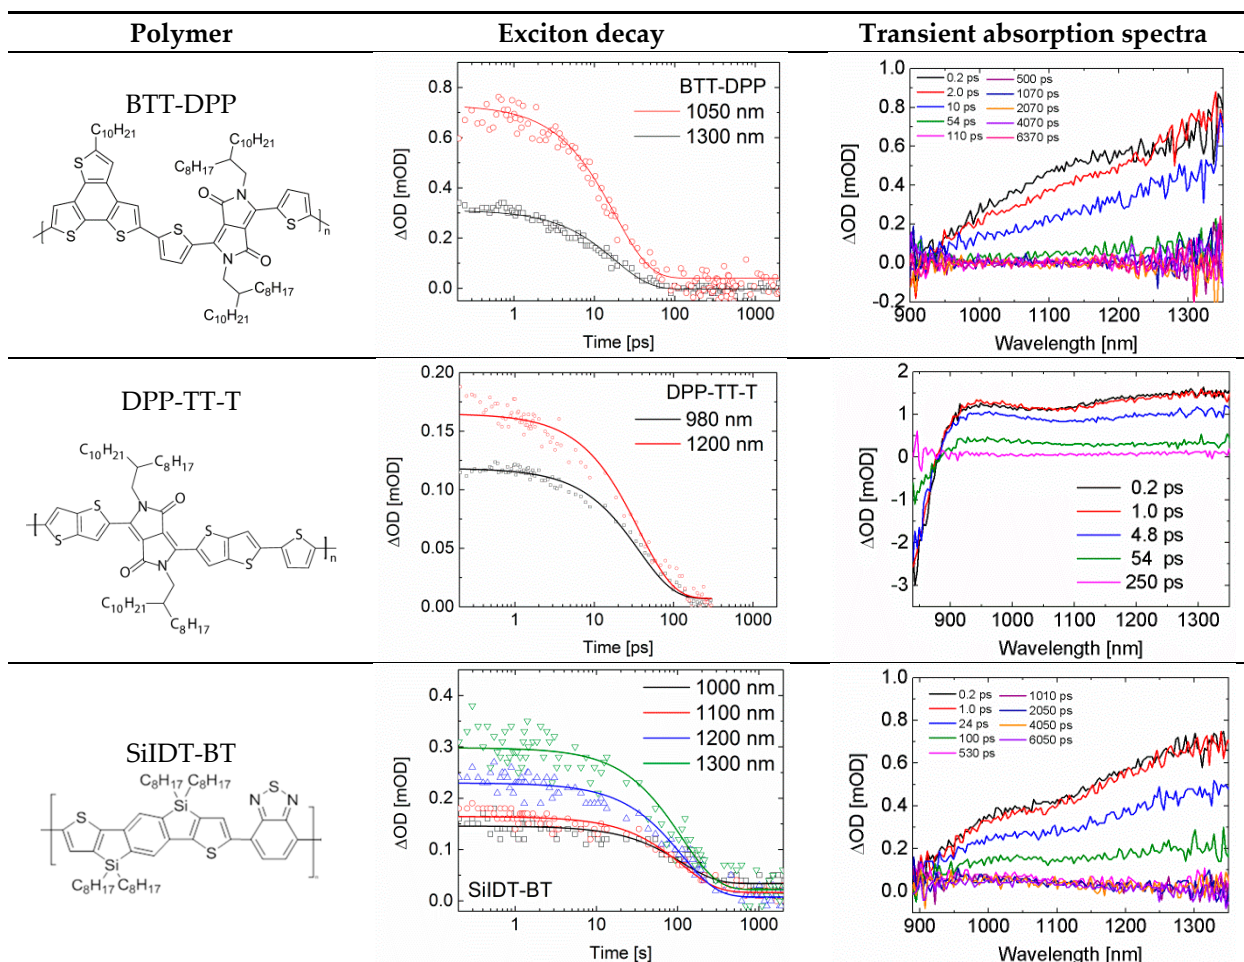 Polymer Exciton decay Transient absorption spectra
BTT-DPP
C10H21
C10H21
C8H17
O
N
S
S
S
S
S
n
N
O
C8H17
C10H21
C10H21
ΔOD [mOD]
0.8
0.6
0.4
0.2
0.0
BTT-DPP
1050 nm
1300 nm
1 10 100 1000
Time [ps]
ΔOD [mOD]
1.0
0.8
0.6
0.4
0.2
0.0
-0.2
0.2 ps 500 ps
2.0 ps 1070 ps
10 ps 2070 ps
54 ps 4070 ps
110 ps 6370 ps
900 1000 1100 1200 1300
Wavelength [nm]
DPP-TT-T
C10H21
C8H17
S
S
N
O
O
N
S
S
S
n
C10H21
C8H17
ΔOD [mOD]
0.20
0.15
0.10
0.05
0.00
DPP-TT-T
980 nm
1200 nm
1 10 100 1000
Time [ps]
ΔOD [mOD]
2
1
0
-1
-2
-3
0.2 ps
1.0 ps
4.8 ps
54 ps
250 ps
900 1000 1100 1200 1300
Wavelength [nm]
SiIDT-BT
C8H17 C8H17
Si
S
N N
S
Si
S
C8H17 C8H17
ΔOD [mOD]
0.4
0.3
0.2
0.1
0.0
1000 nm
1100 nm
1200 nm
1300 nm
SiIDT-BT
1 10 100 1000
Time [s]
ΔOD [mOD]
1.0
0.8
0.6
0.4
0.2
0.0
0.2 ps 1010 ps
1.0 ps 2050 ps
24 ps 4050 ps
100 ps 6050 ps
530 ps
900 1000 1100 1200 1300
Wavelength [nm]